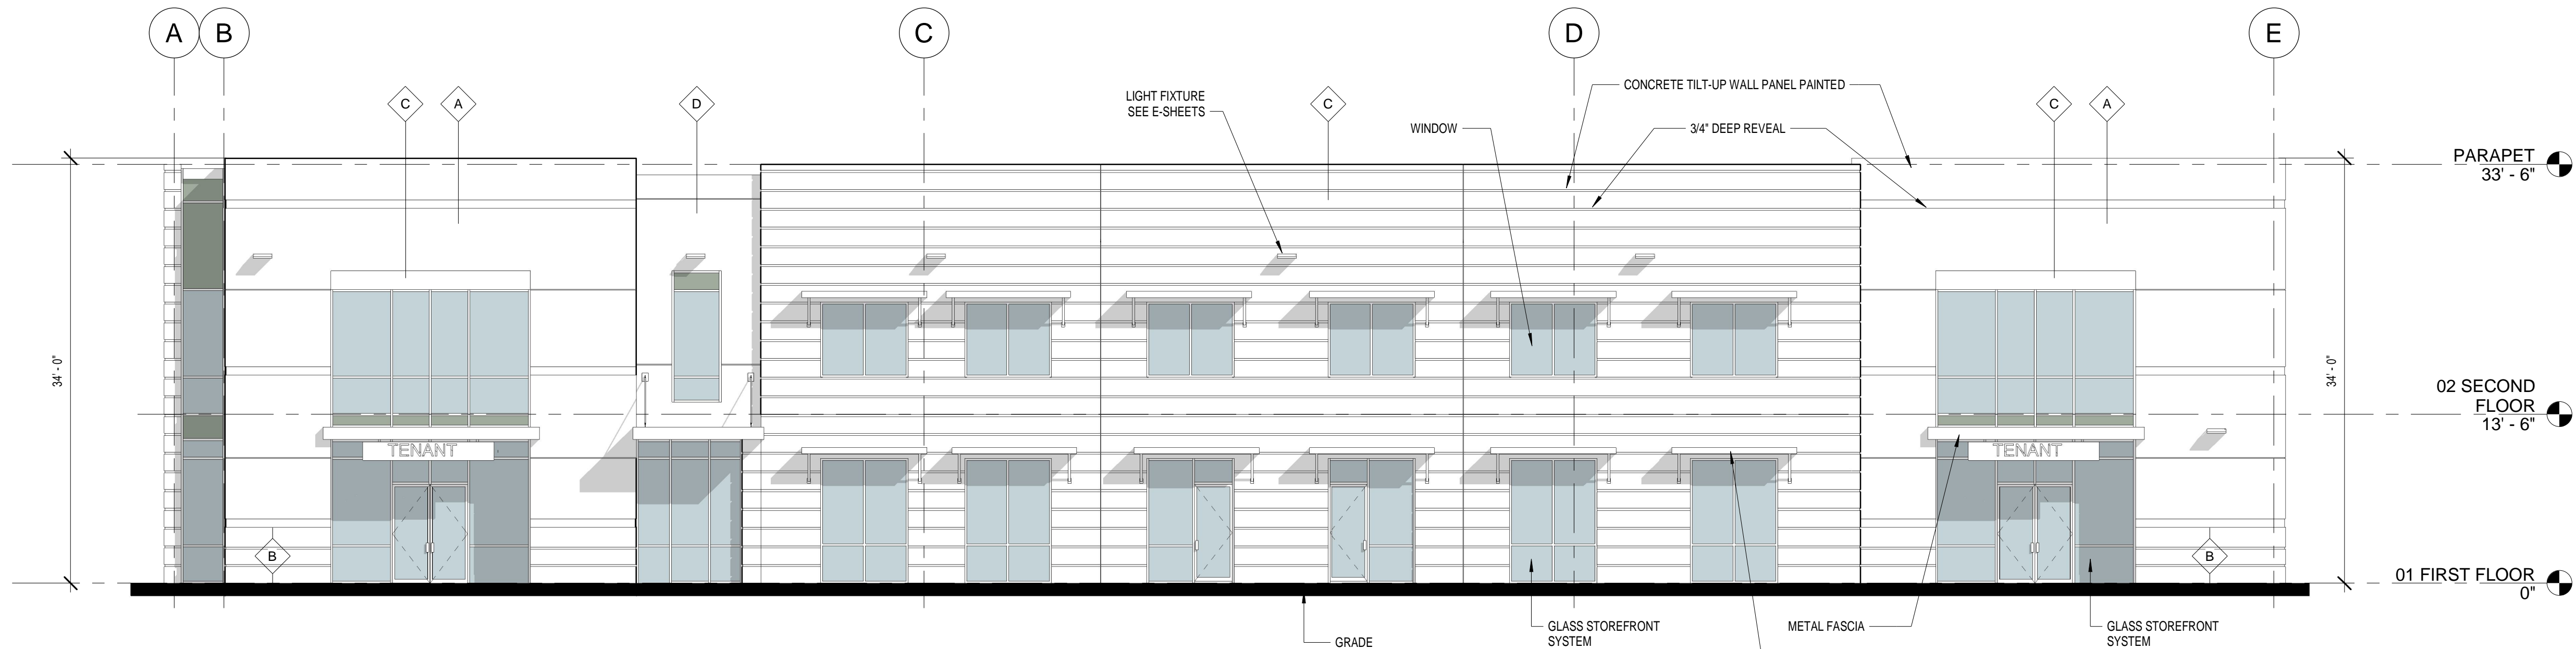 A
B
C
D
E
C
A
D
LIGHT FIXTURE
SEE E-SHEETS
C
WINDOW
CONCRETE TILT-UP WALL PANEL PAINTED
3/4" DEEP REVEAL
C
A
PARAPET
33' - 6"
34' - 0"
34' - 0"
02 SECOND
FLOOR
13' - 6"
TENANT
TENANT
B
B
01 FIRST FLOOR
0"
GRADE
GLASS STOREFRONT
SYSTEM
METAL FASCIA
GLASS STOREFRONT
SYSTEM